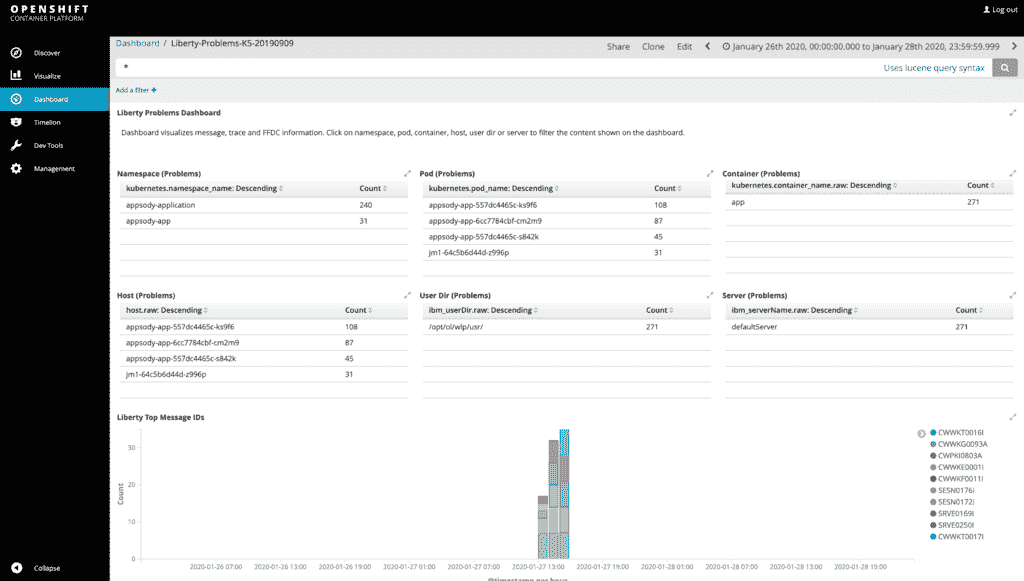 OPENSHIFT
CONTAINER PLATFORM
Log out
Discover
Visualize
Dashboard
Timelion
Dev Tools
Management
Collapse
Dashboard / Liberty-Problems-K5-20190909
Share Clone Edit January 26th 2020, 00:00:00.000 to January 28th 2020, 23:59:59.999
* Uses lucene query syntax
Add a filter +
Liberty Problems Dashboard
Dashboard visualizes message, trace and FFDC information. Click on namespace, pod, container, host, user dir or server to filter the content shown on the dashboard.
Namespace (Problems)
kubernetes.namespace_name: Descending Count
appsody-application 240
appsody-app 31
Pod (Problems)
kubernetes.pod_name: Descending Count
appsody-app-557dc4465c-ks9f6 108
appsody-app-6cc7784cbf-cm2m9 87
appsody-app-557dc4465c-s842k 45
jm1-64c5b6d44d-z996p 31
Container (Problems)
kubernetes.container_name.raw: Descending Count
app 271
Host (Problems)
host.raw: Descending Count
appsody-app-557dc4465c-ks9f6 108
appsody-app-6cc7784cbf-cm2m9 87
appsody-app-557dc4465c-s842k 45
jm1-64c5b6d44d-z996p 31
User Dir (Problems)
ibm_userDir.raw: Descending Count
/opt/ol/wlp/usr/ 271
Server (Problems)
ibm_serverName.raw: Descending Count
defaultServer 271
Liberty Top Message IDs
Count
30
20
10
0
2020-01-26 07:00 2020-01-26 13:00 2020-01-26 19:00 2020-01-27 01:00 2020-01-27 07:00 2020-01-27 13:00 2020-01-27 19:00 2020-01-28 01:00 2020-01-28 07:00 2020-01-28 13:00 2020-01-28 19:00
@timestamp per hour
CWWKT0016I
CWWKG0093A
CWPKI0803A
CWWKE0001I
CWWKF0011I
SESN0176I
SESN0172I
SRVE0169I
SRVE0250I
CWWKT0017I